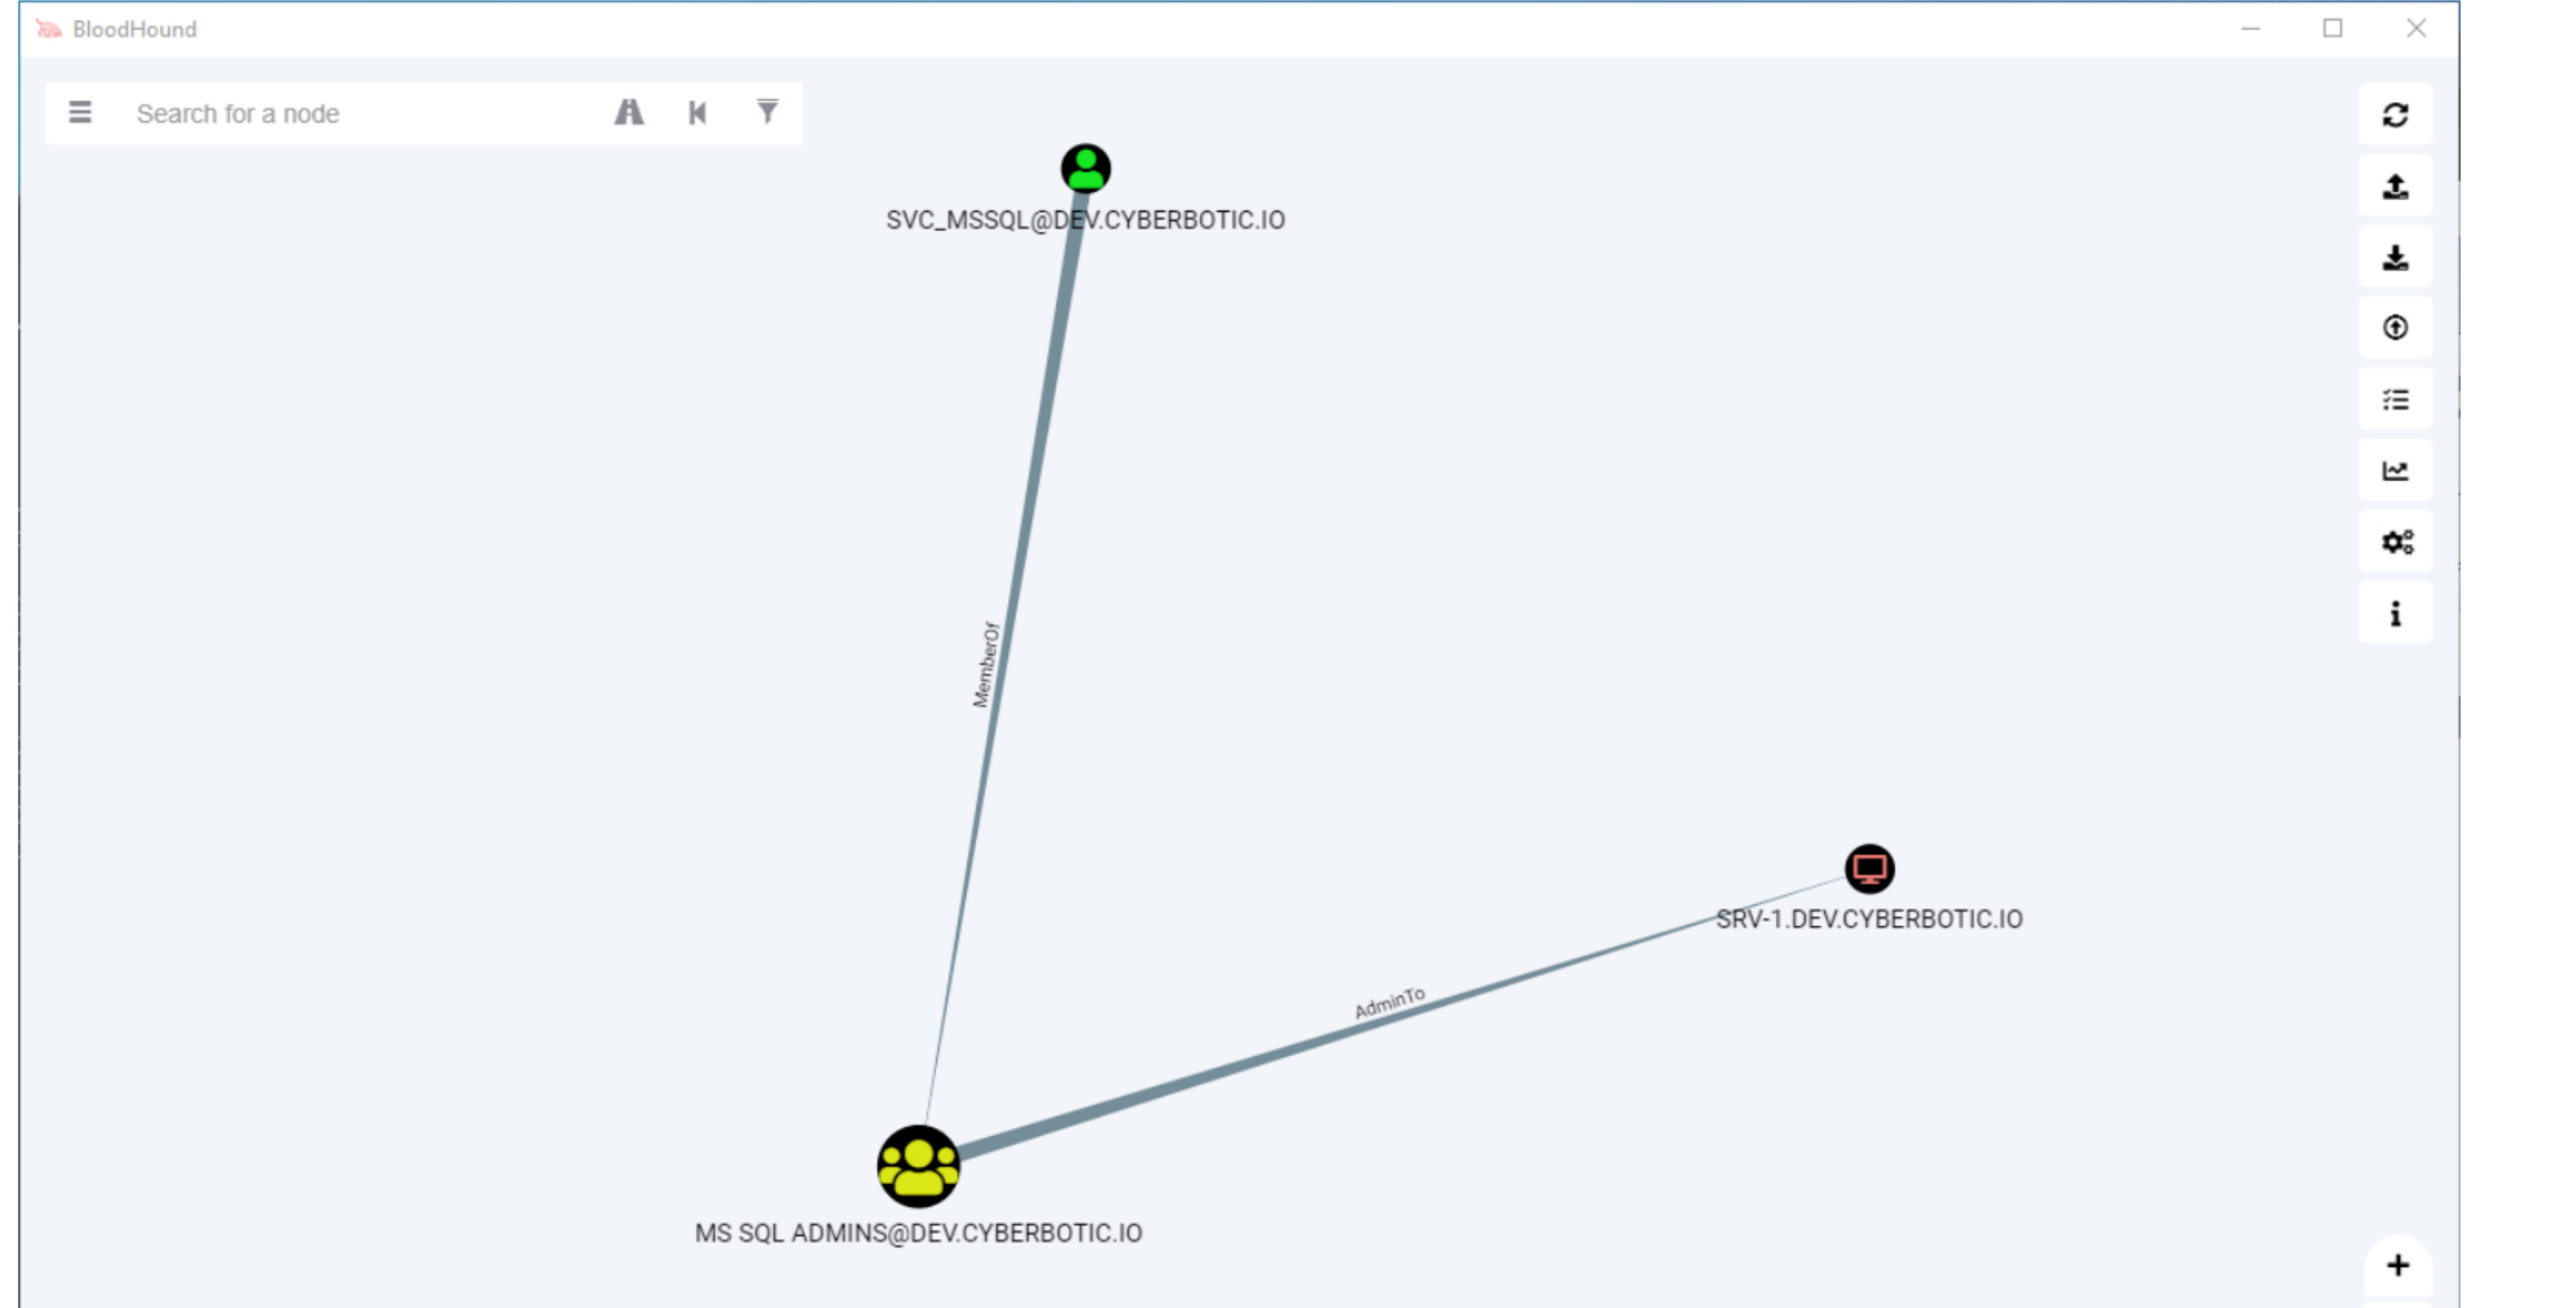 BloodHound
Search for a node
SVC_MSSQL@DEV.CYBERBOTIC.IO
MemberOf
SRV-1.DEV.CYBERBOTIC.IO
AdminTo
MS SQL ADMINS@DEV.CYBERBOTIC.IO